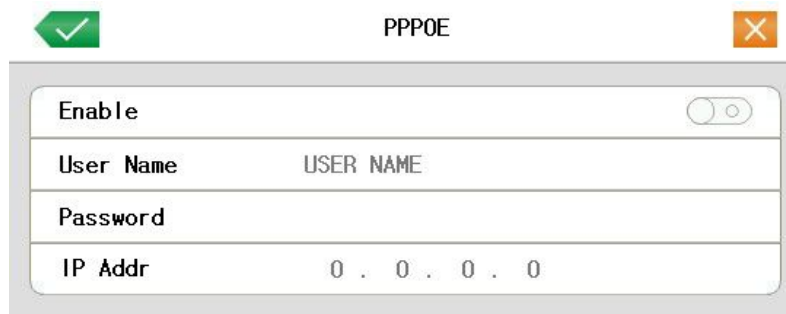 PPPOE
Enable
User Name USER NAME
Password
IP Addr 0 . 0 . 0 . 0